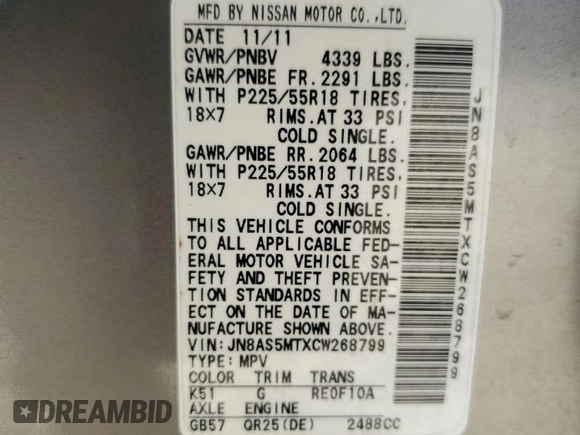 MFD BY NISSAN MOTOR CO.,LTD.
DATE 11/11
GVWR/PNBV 4339 LBS.
GAWR/PNBE FR. 2291 LBS.
WITH P225/55R18 TIRES,
18X7 RIMS. AT 33 PSI
COLD SINGLE.
GAWR/PNBE RR. 2064 LBS.
WITH P225/55R18 TIRES,
18X7 RIMS. AT 33 PSI
COLD SINGLE.
THIS VEHICLE CONFORMS
TO ALL APPLICABLE FED-
ERAL MOTOR VEHICLE SA-
FETY AND THEFT PREVEN-
TION STANDARDS IN EFF-
ECT ON THE DATE OF MA-
NUFACTURE SHOWN ABOVE.
VIN: JN8AS5MTXCW268799
TYPE: MPV
COLOR TRIM TRANS
K51 G RE0F10A
AXLE ENGINE
GB57 QR25(DE) 2488CC
JN8AS5MTXCW268799
REBUILDRIDE